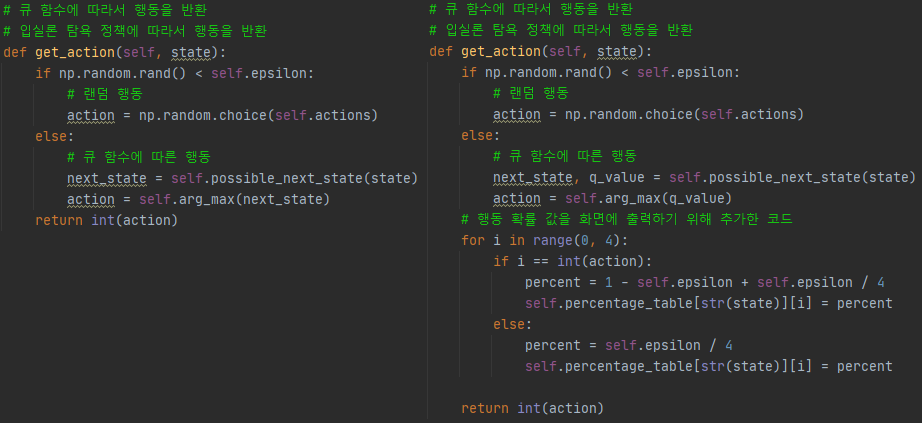 # 큐 함수에 따라서 행동을 반환
# 입실론 탐욕 정책에 따라서 행동을 반환
def get_action(self, state):
    if np.random.rand() < self.epsilon:
        # 랜덤 행동
        action = np.random.choice(self.actions)
    else:
        # 큐 함수에 따른 행동
        next_state = self.possible_next_state(state)
        action = self.arg_max(next_state)
    return int(action)
# 큐 함수에 따라서 행동을 반환
# 입실론 탐욕 정책에 따라서 행동을 반환
def get_action(self, state):
    if np.random.rand() < self.epsilon:
        # 랜덤 행동
        action = np.random.choice(self.actions)
    else:
        # 큐 함수에 따른 행동
        next_state, q_value = self.possible_next_state(state)
        action = self.arg_max(q_value)
    # 행동 확률 값을 화면에 출력하기 위해 추가한 코드
    for i in range(0, 4):
        if i == int(action):
            percent = 1 - self.epsilon + self.epsilon / 4
            self.percentage_table[str(state)][i] = percent
        else:
            percent = self.epsilon / 4
            self.percentage_table[str(state)][i] = percent
    return int(action)